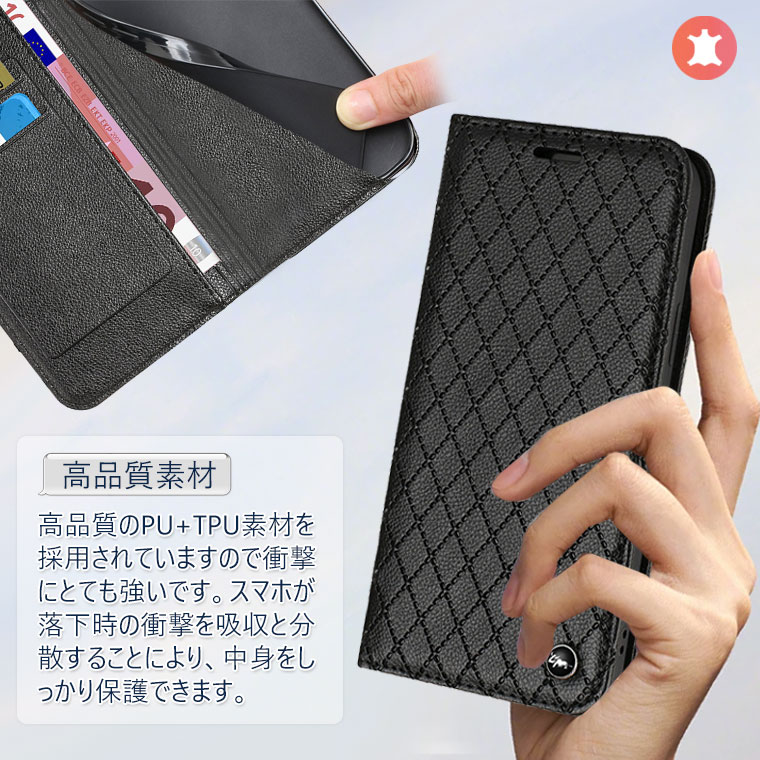 高品質素材
高品質のPU+TPU素材を
採用されていますので衝撃
にとても強いです。スマホが
落下時の衝撃を吸収と分
散することにより、中身をし
っかり保護できます。
10